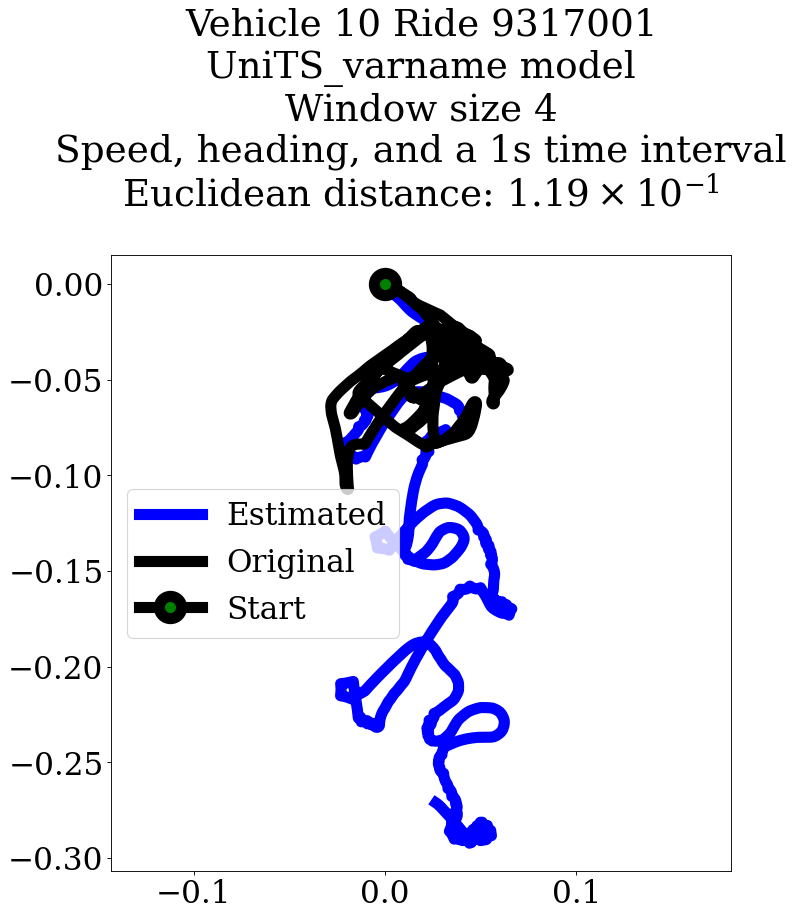 Vehicle 10 Ride 9317001
UniTS_varname model
Window size 4
Speed, heading, and a 1s time interval
Euclidean distance: 1.19 × 10⁻¹
0.00
−0.05
−0.10
−0.15
−0.20
−0.25
−0.30
Estimated
Original
Start
−0.1
0.0
0.1